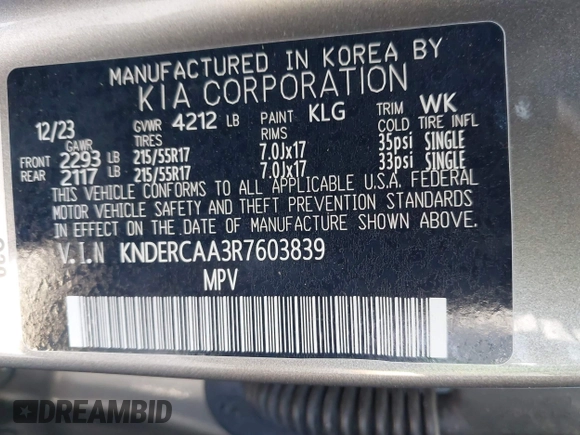 MANUFACTURED IN KOREA BY
KIA CORPORATION
12/23 GVWR 4212 LB PAINT KLG TRIM WK
GAWR TIRES RIMS COLD TIRE INFL
FRONT 2293 LB 215/55R17 7.0Jx17 35psi SINGLE
REAR 2117 LB 215/55R17 7.0Jx17 33psi SINGLE
THIS VEHICLE CONFORMS TO ALL APPLICABLE U.S.A. FEDERAL
MOTOR VEHICLE SAFETY AND THEFT PREVENTION STANDARDS
IN EFFECT ON THE DATE OF MANUFACTURE SHOWN ABOVE.
V.I.N KNDERCAA3R7603839
MPV
DREAMBID